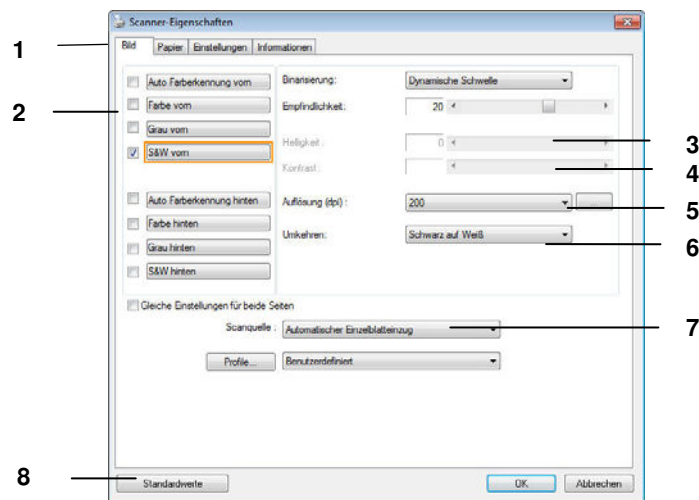 Scanner-Eigenschaften
1
Bild Papier Einstellungen Informationen
2
Auto Farberkennung vorn
Farbe vorn
Grau vorn
S&W vorn
Auto Farberkennung hinten
Farbe hinten
Grau hinten
S&W hinten
Binarisierung: Dynamische Schwelle
Empfindlichkeit: 20
Helligkeit : 0
3
Kontrast :
4
Auflösung (dpi) : 200 ...
5
Umkehren: Schwarz auf Weiß
6
Gleiche Einstellungen für beide Seiten
Scanquelle : Automatischer Einzelblatteinzug
7
Profile... Benutzerdefiniert
8
Standardwerte OK Abbrechen